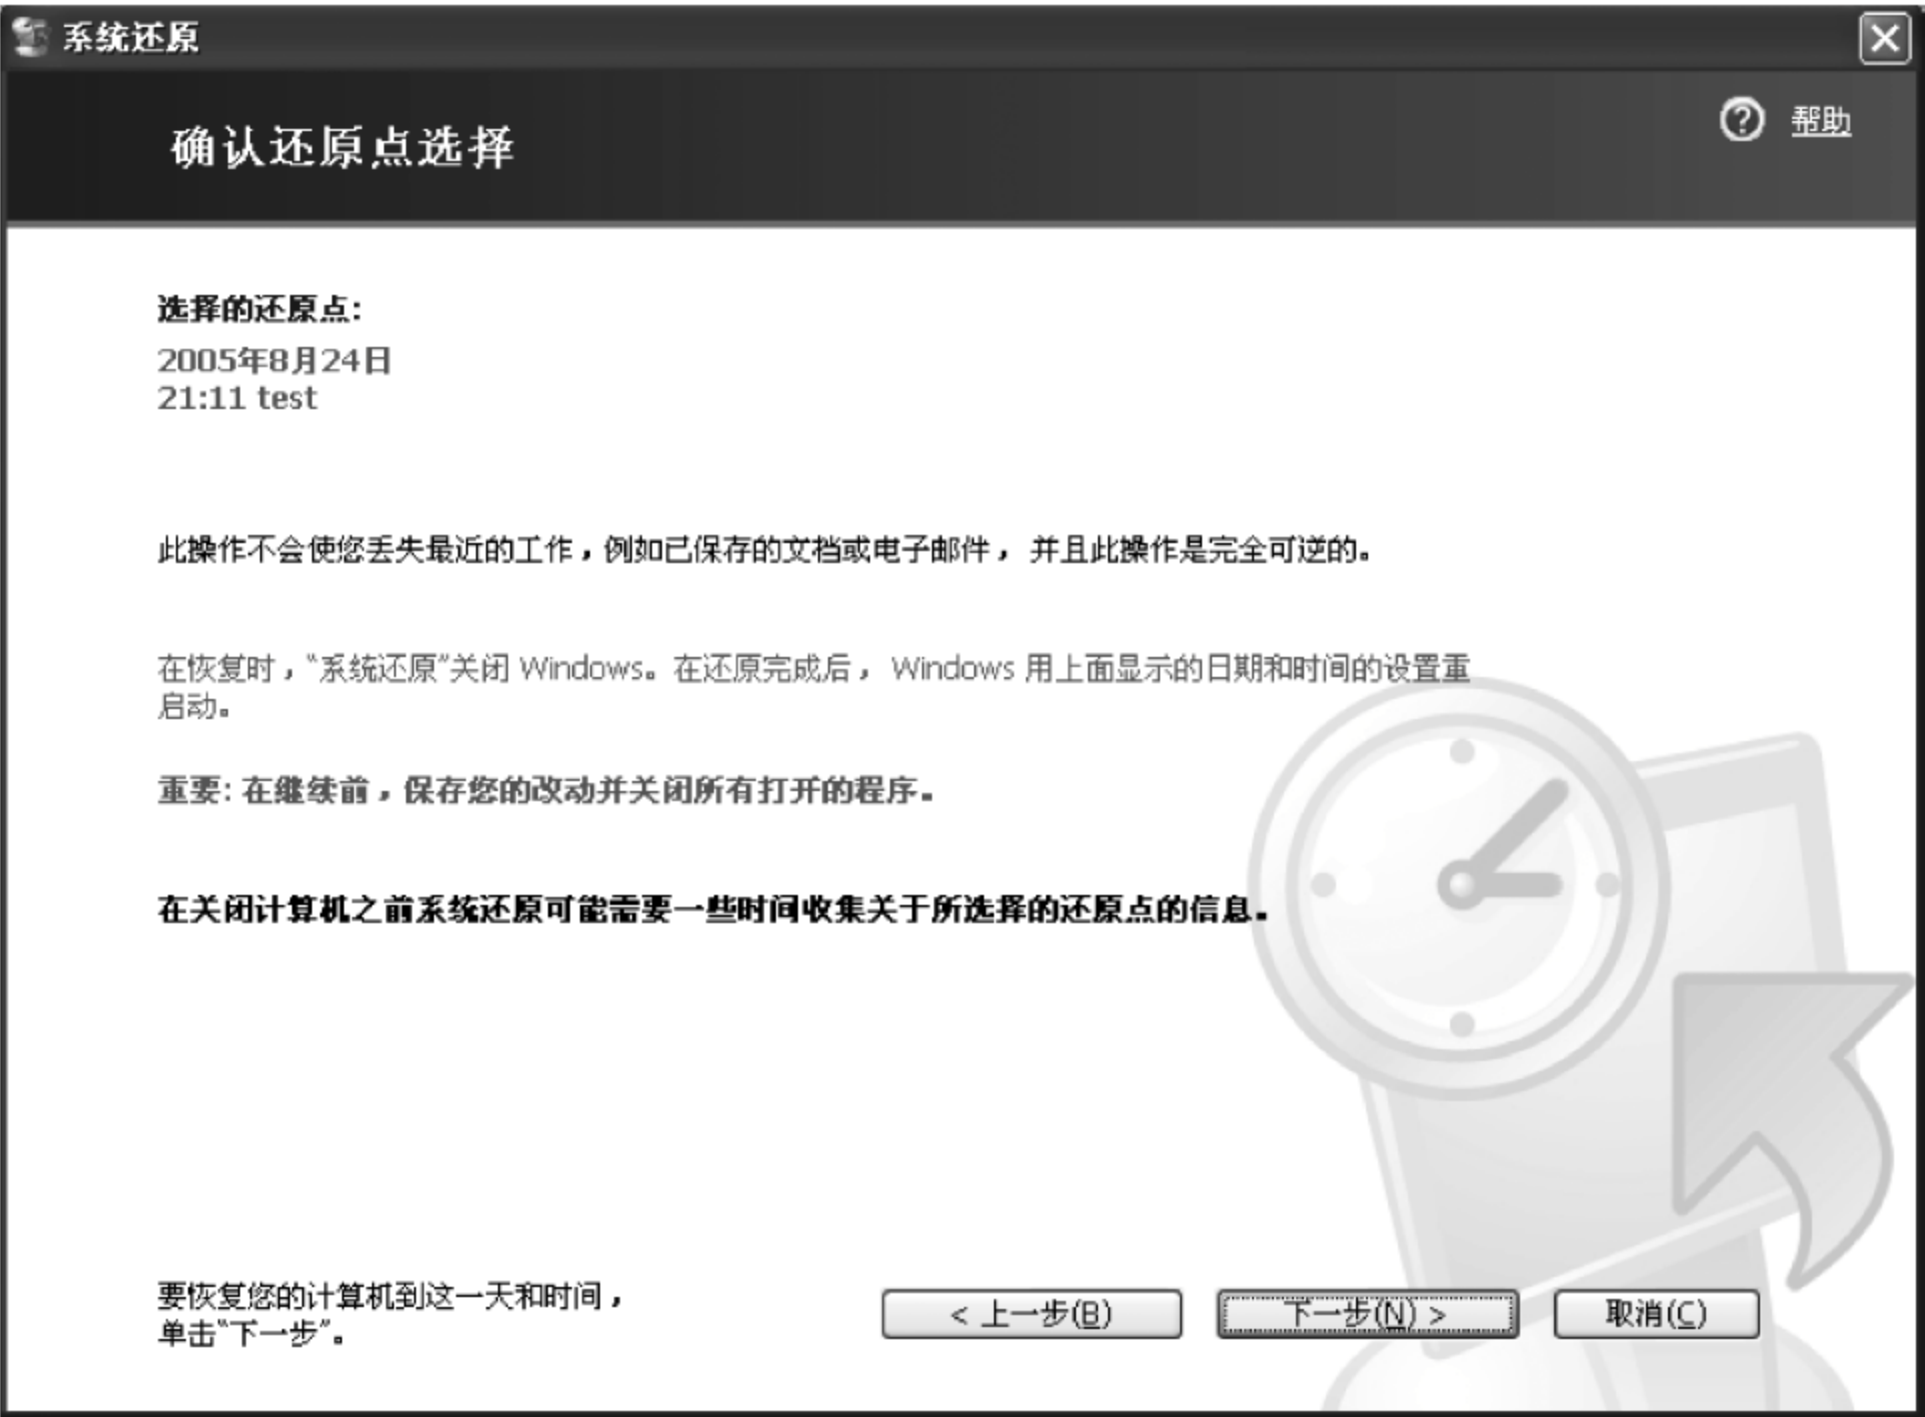 系统还原
确认还原点选择
帮助
选择的还原点:
2005年8月24日
21:11 test
此操作不会使您丢失最近的工作，例如已保存的文档或电子邮件， 并且此操作是完全可逆的。
在恢复时，“系统还原”关闭 Windows。在还原完成后， Windows 用上面显示的日期和时间的设置重
启动。
重要: 在继续前，保存您的改动并关闭所有打开的程序。
在关闭计算机之前系统还原可能需要一些时间收集关于所选择的还原点的信息。
要恢复您的计算机到这一天和时间，
单击“下一步”。
< 上一步(B)
下一步(N) >
取消(C)